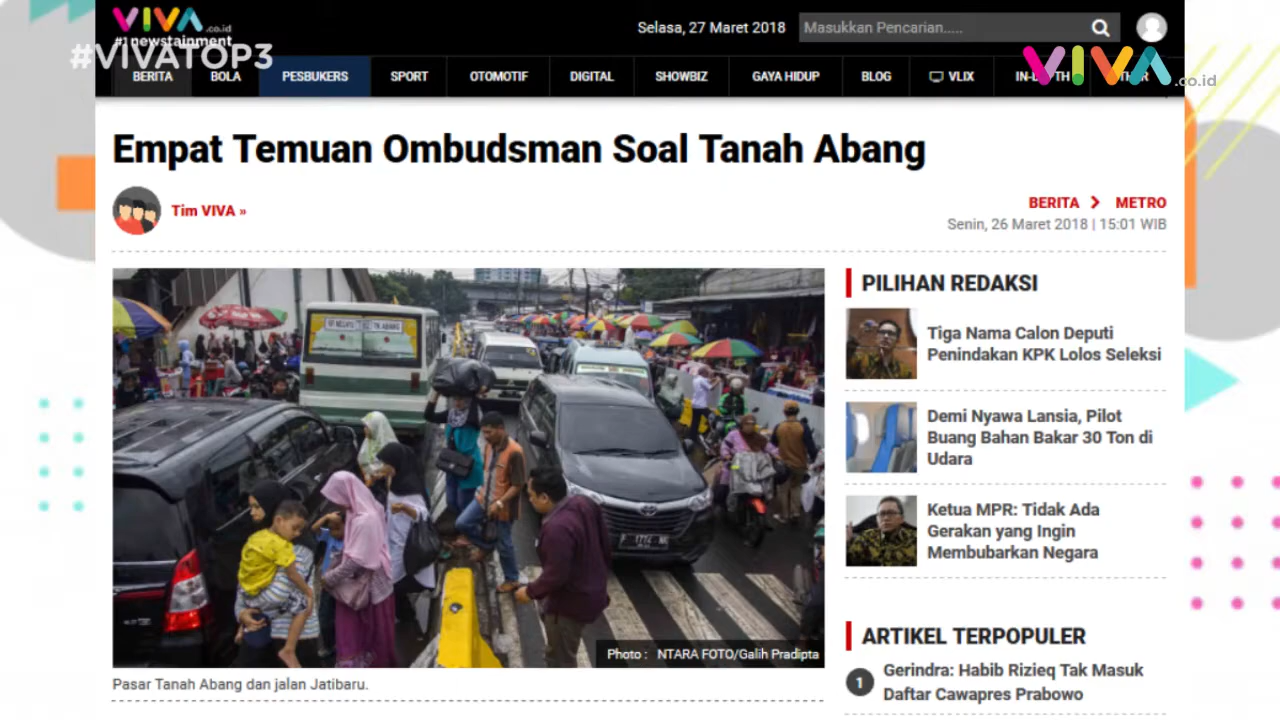 VIVA.co.id
#1 newstainment
#VIVATOP3
Selasa, 27 Maret 2018
Masukkan Pencarian.....
VIVA.co.id
BERITA BOLA PESBUKERS SPORT OTOMOTIF DIGITAL SHOWBIZ GAYA HIDUP BLOG VLIX
Empat Temuan Ombudsman Soal Tanah Abang
Tim VIVA »
BERITA > METRO
Senin, 26 Maret 2018 | 15:01 WIB
Photo : NTARA FOTO/Galih Pradipta
Pasar Tanah Abang dan jalan Jatibaru.
PILIHAN REDAKSI
Tiga Nama Calon Deputi
Penindakan KPK Lolos Seleksi
Demi Nyawa Lansia, Pilot
Buang Bahan Bakar 30 Ton di
Udara
Ketua MPR: Tidak Ada
Gerakan yang Ingin
Membubarkan Negara
ARTIKEL TERPOPULER
1
Gerindra: Habib Rizieq Tak Masuk
Daftar Cawapres Prabowo